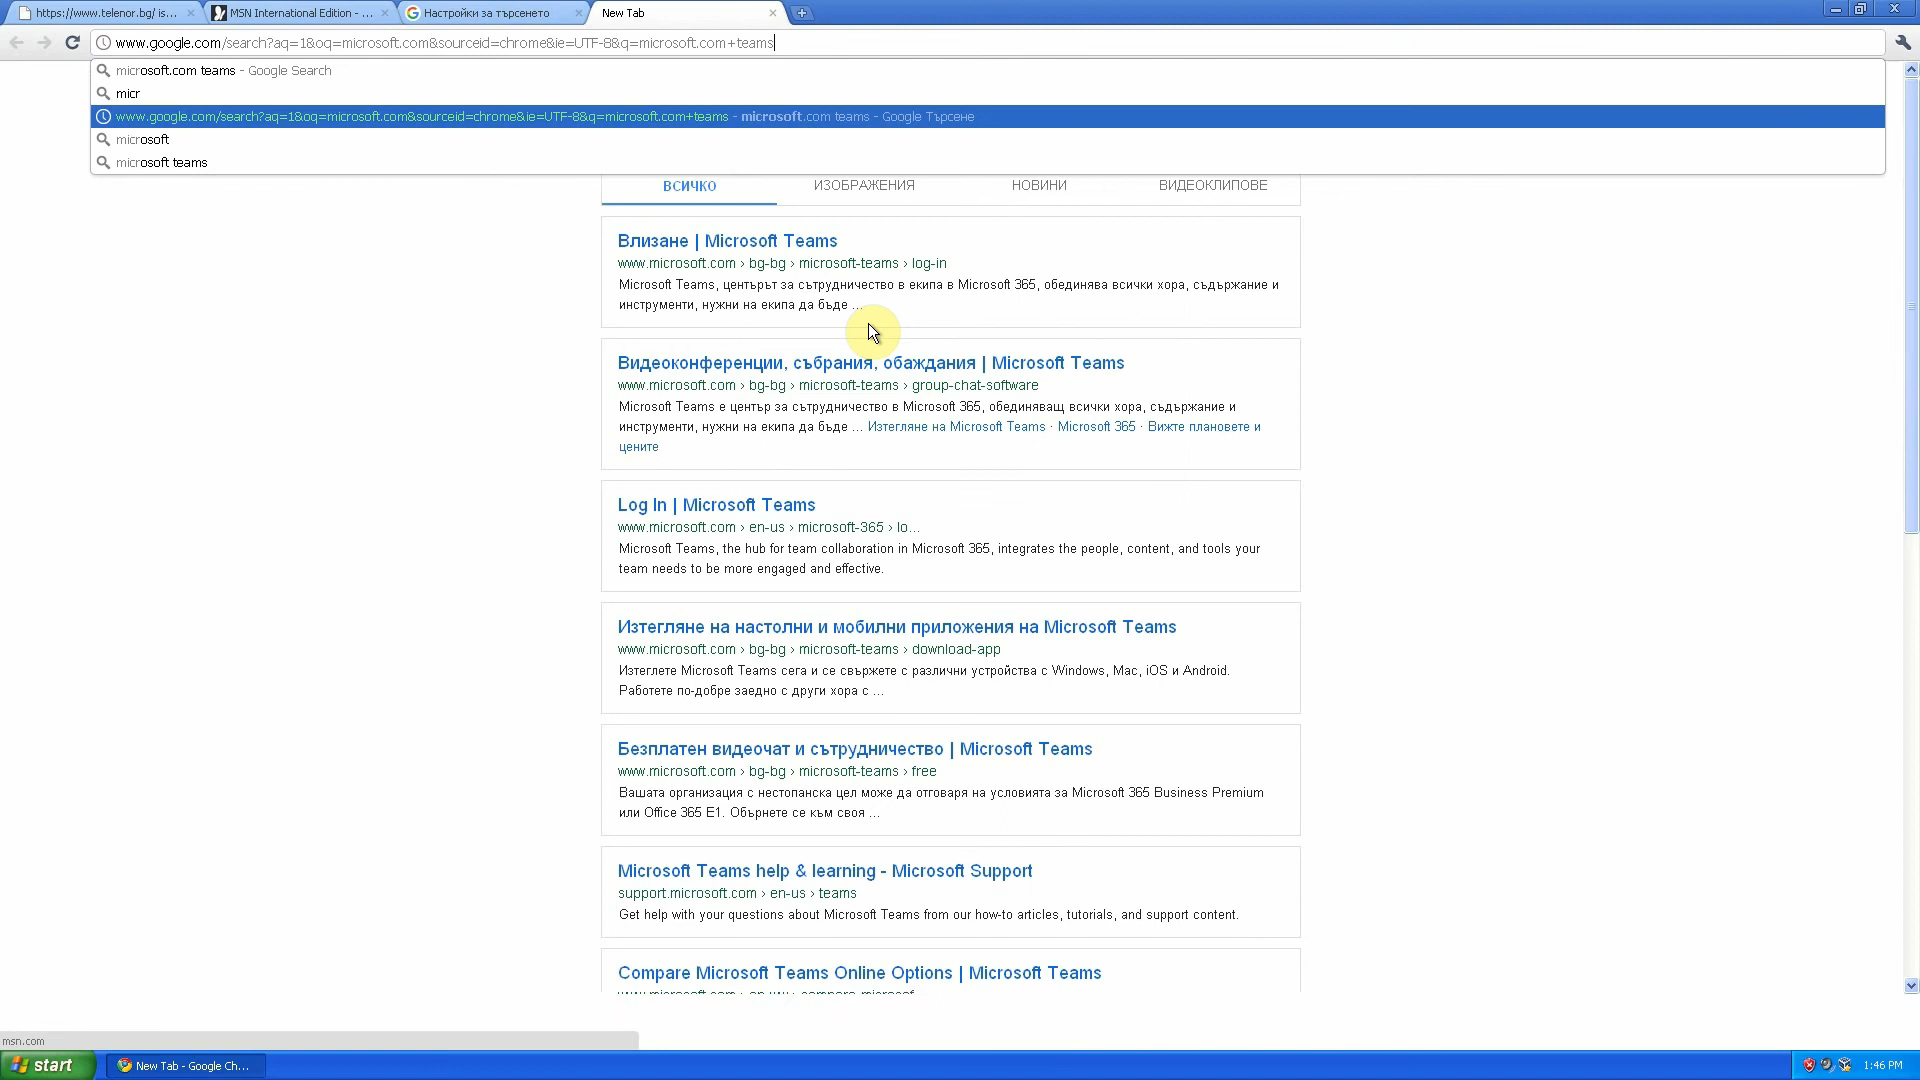 https://www.telenor.bg/ is...
MSN International Edition - ...
Настройки за търсенето
New Tab
www.google.com/search?aq=1&oq=microsoft.com&sourceid=chrome&ie=UTF-8&q=microsoft.com+teams
microsoft.com teams - Google Search
micr
www.google.com/search?aq=1&oq=microsoft.com&sourceid=chrome&ie=UTF-8&q=microsoft.com+teams - microsoft.com teams - Google Търсене
microsoft
microsoft teams
ВСИЧКО
ИЗОБРАЖЕНИЯ
НОВИНИ
ВИДЕОКЛИПОВЕ
Влизане | Microsoft Teams
www.microsoft.com › bg-bg › microsoft-teams › log-in
Microsoft Teams, центърът за сътрудничество в екипа в Microsoft 365, обединява всички хора, съдържание и
инструменти, нужни на екипа да бъде ...
Видеоконференции, събрания, обаждания | Microsoft Teams
www.microsoft.com › bg-bg › microsoft-teams › group-chat-software
Microsoft Teams е център за сътрудничество в Microsoft 365, обединяващ всички хора, съдържание и
инструменти, нужни на екипа да бъде ... Изтегляне на Microsoft Teams · Microsoft 365 · Вижте плановете и
цените
Log In | Microsoft Teams
www.microsoft.com › en-us › microsoft-365 › lo...
Microsoft Teams, the hub for team collaboration in Microsoft 365, integrates the people, content, and tools your
team needs to be more engaged and effective.
Изтегляне на настолни и мобилни приложения на Microsoft Teams
www.microsoft.com › bg-bg › microsoft-teams › download-app
Изтеглете Microsoft Teams сега и се свържете с различни устройства с Windows, Mac, iOS и Android.
Работете по-добре заедно с други хора с ...
Безплатен видеочат и сътрудничество | Microsoft Teams
www.microsoft.com › bg-bg › microsoft-teams › free
Вашата организация с нестопанска цел може да отговаря на условията за Microsoft 365 Business Premium
или Office 365 E1. Обърнете се към своя ...
Microsoft Teams help & learning - Microsoft Support
support.microsoft.com › en-us › teams
Get help with your questions about Microsoft Teams from our how-to articles, tutorials, and support content.
Compare Microsoft Teams Online Options | Microsoft Teams
msn.com
start
New Tab - Google Ch...
1:46 PM